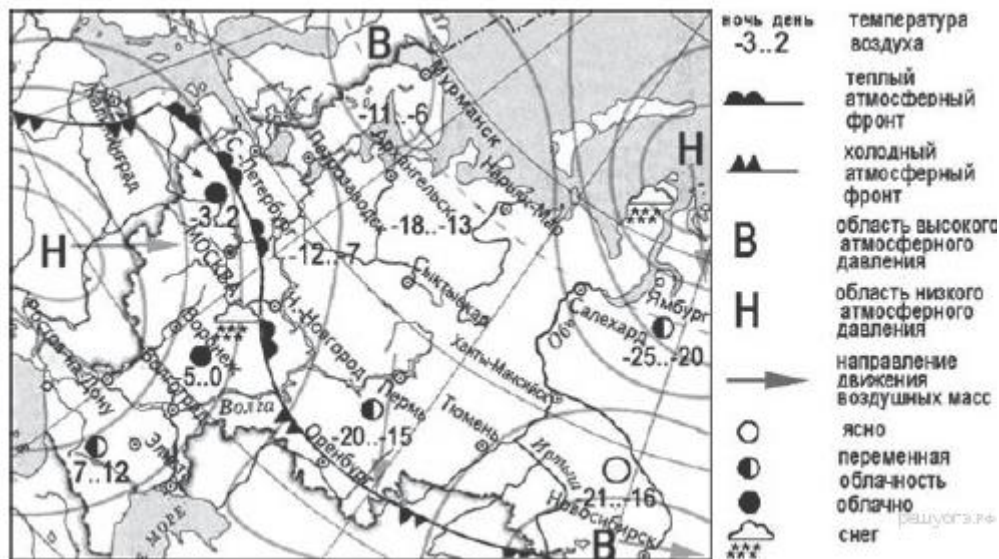 В
Мурманск
-11..-6
Калининград
С.-Петербург
Петрозаводск
Архангельск
Нарьян-Мар
Н
-3..2
-18..-13
Н
МОСКВА
-12..-7
Сыктывкар
Ямбург
Салехард
Обь
-25..-20
Н.-Новгород
Воронеж
Ханты-Мансийск
5..0
Ростов-на-Дону
Волгоград
Волга
Пермь
Тюмень
-20..-15
Оренбург
Иртыш
7..12
Элиста
-21..-16
Новосибирск
МОРЕ
В
ночь день
-3..2
температура
воздуха
теплый
атмосферный
фронт
холодный
атмосферный
фронт
В
область высокого
атмосферного
давления
Н
область низкого
атмосферного
давления
направление
движения
воздушных масс
ясно
переменная
облачность
облачно
снег
решуогэ.рф